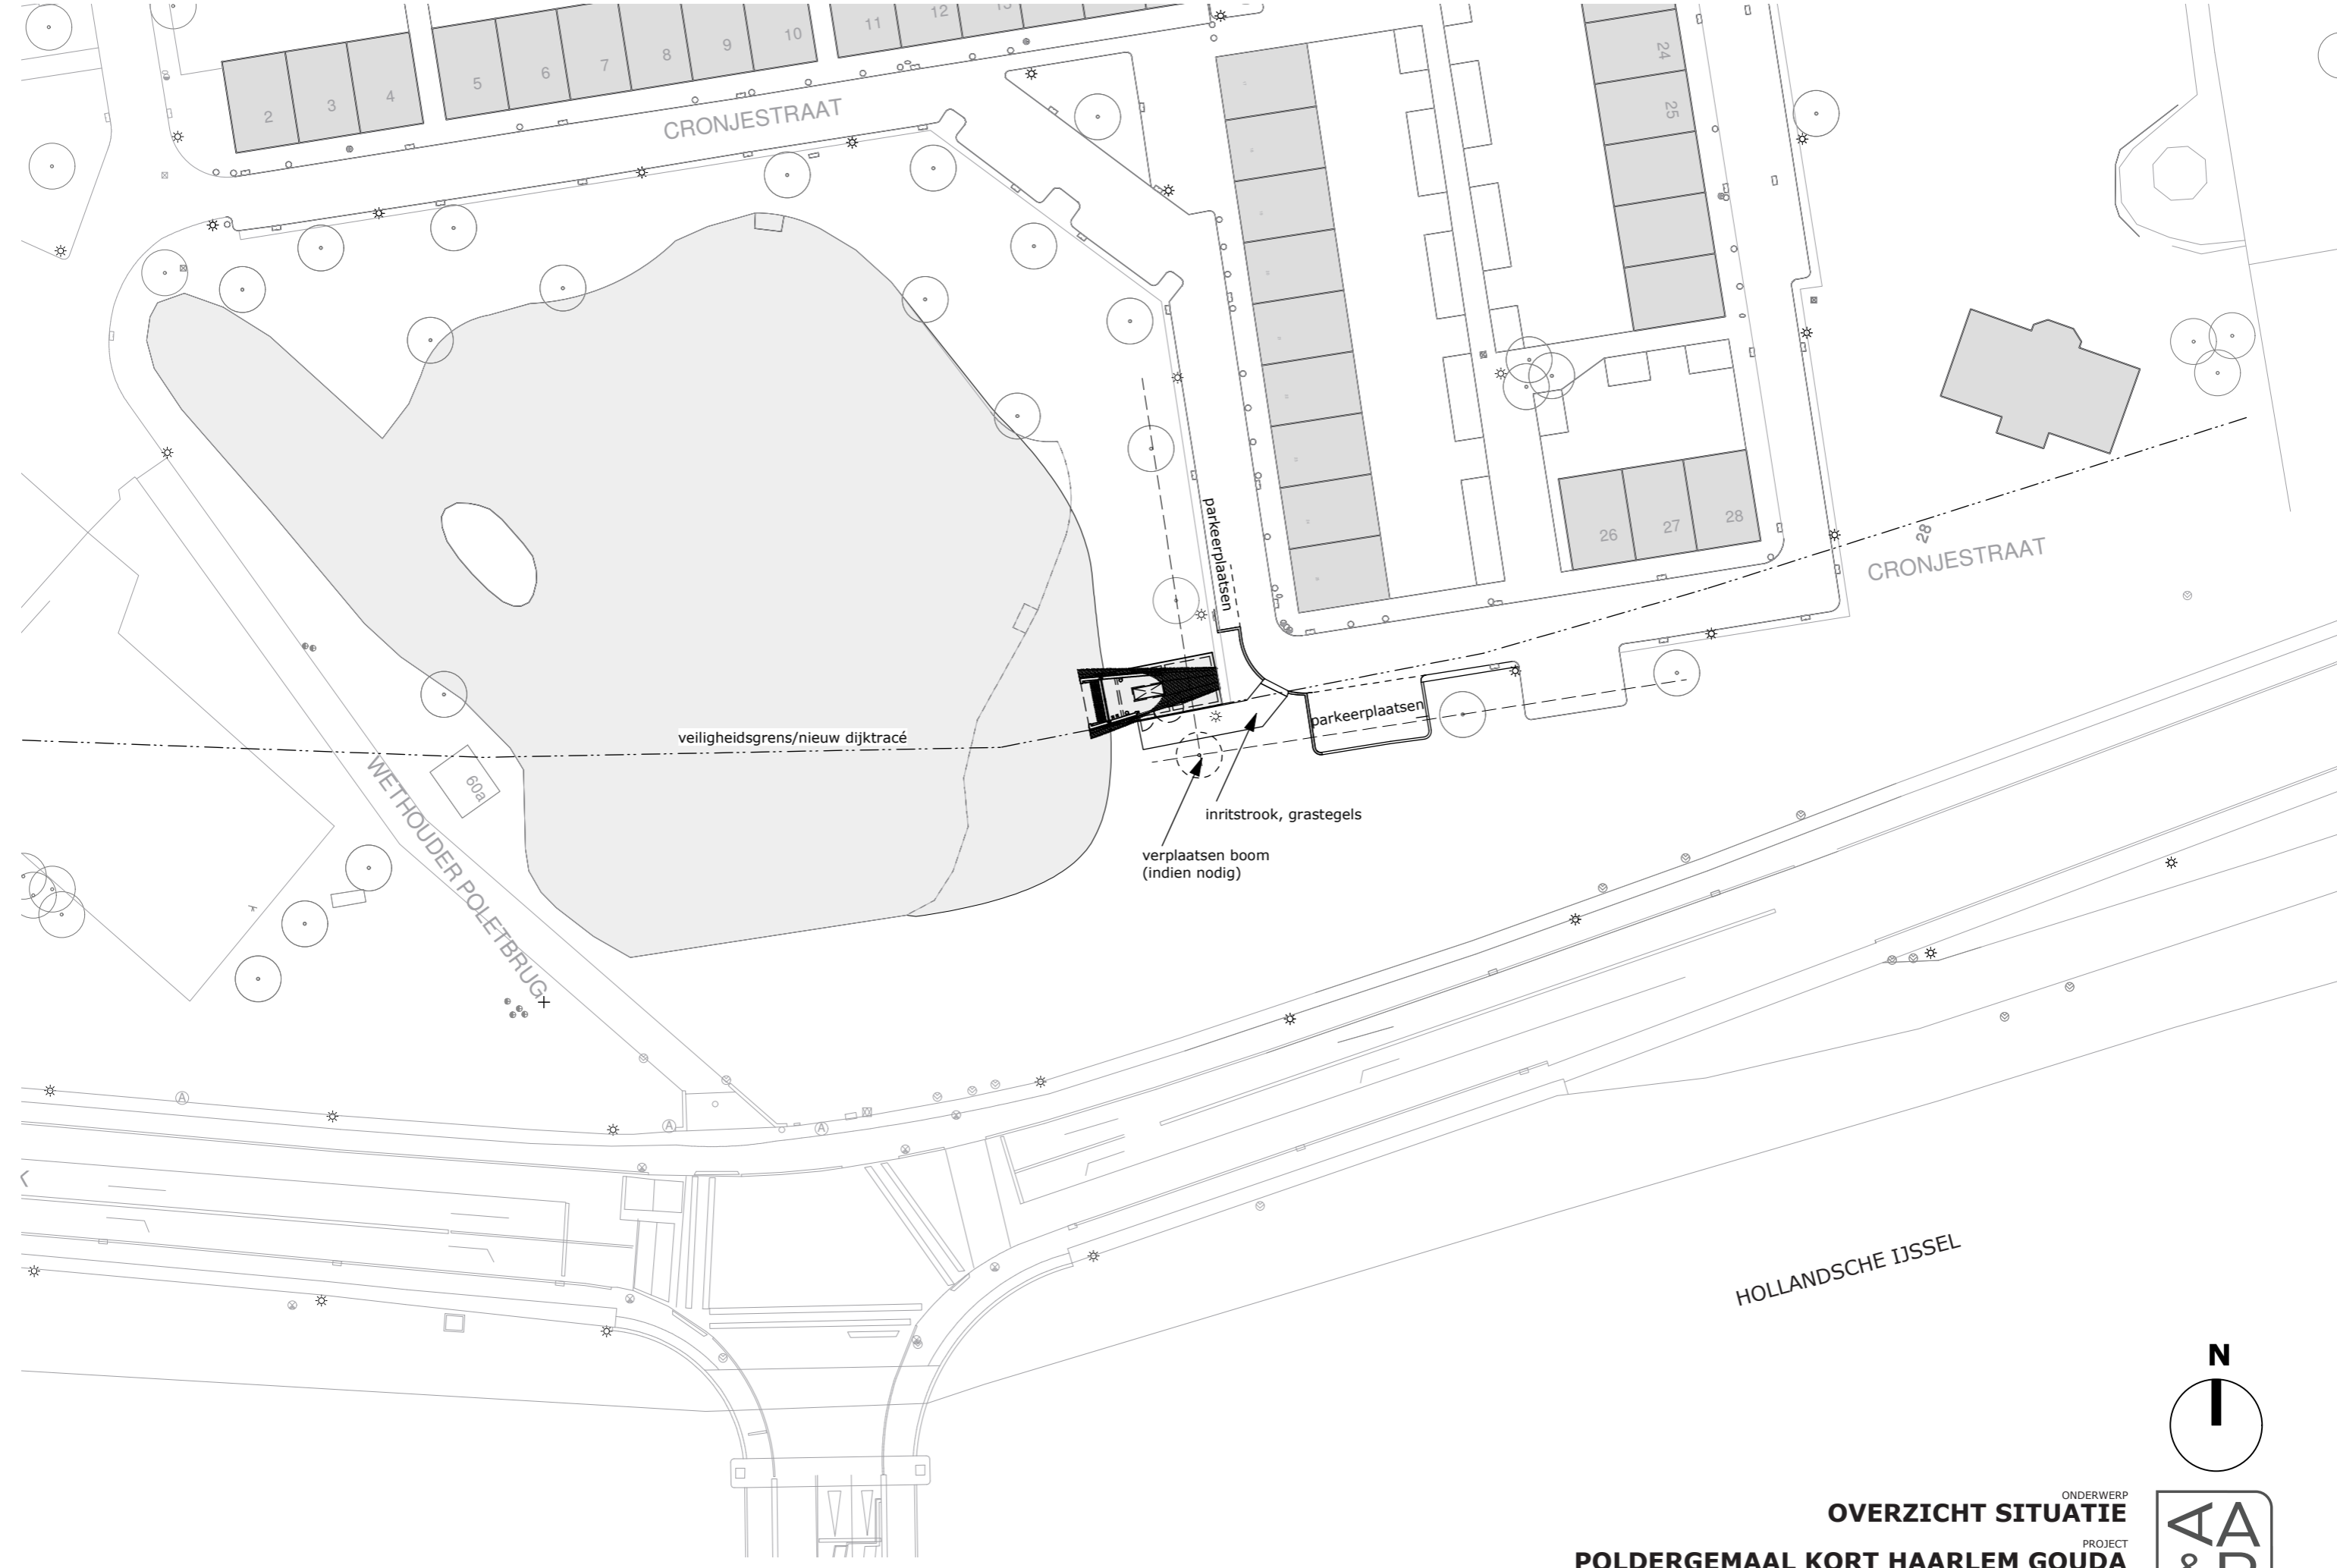 11
12
13
10
9
8
7
6
5
4
3
2
24
25
CRONJESTRAAT
parkeerplaatsen
26
27
28
28
CRONJESTRAAT
parkeerplaatsen
veiligheidsgrens/nieuw dijktracé
60a
WETHOUDER POLETBRUG
inritstrook, grastegels
verplaatsen boom
(indien nodig)
A
A
A
K
HOLLANDSCHE IJSSEL
N
ONDERWERP
OVERZICHT SITUATIE
PROJECT
POLDERGEMAAL KORT HAARLEM GOUDA
A A
&